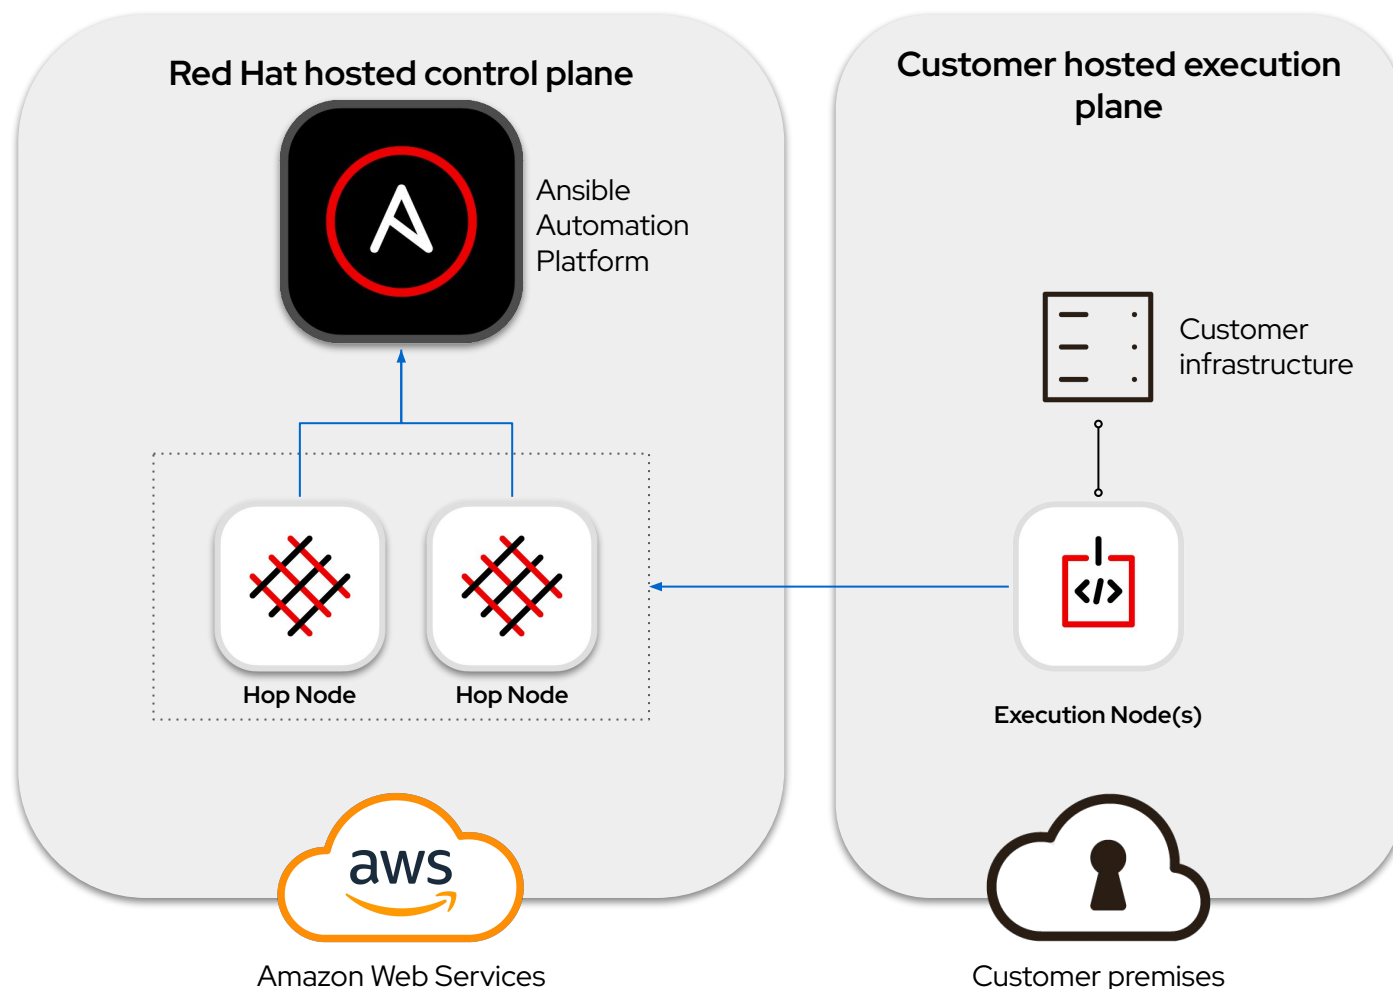 Red Hat hosted control plane
Ansible
Automation
Platform
Hop Node
Hop Node
aws
Amazon Web Services
Customer hosted execution
plane
Customer
infrastructure
</>
Execution Node(s)
Customer premises